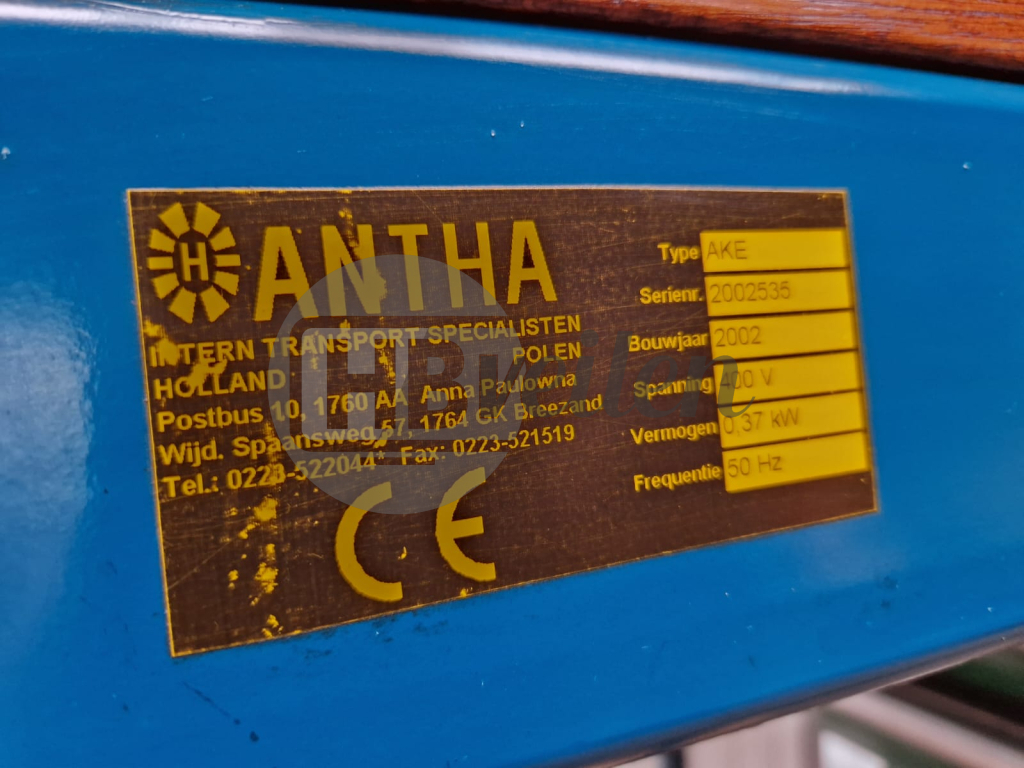 H ANTHA
INTERN TRANSPORT SPECIALISTEN
HOLLAND POLEN
Postbus 10, 1760 AA Anna Paulowna
Wijd. Spaansweg 57, 1764 GK Breezand
Tel.: 0223-522044* Fax: 0223-521519
CE
Type AKE
Serienr. 2002535
Bouwjaar 2002
Spanning 400 V
Vermogen 0,37 kW
Frequentie 50 Hz